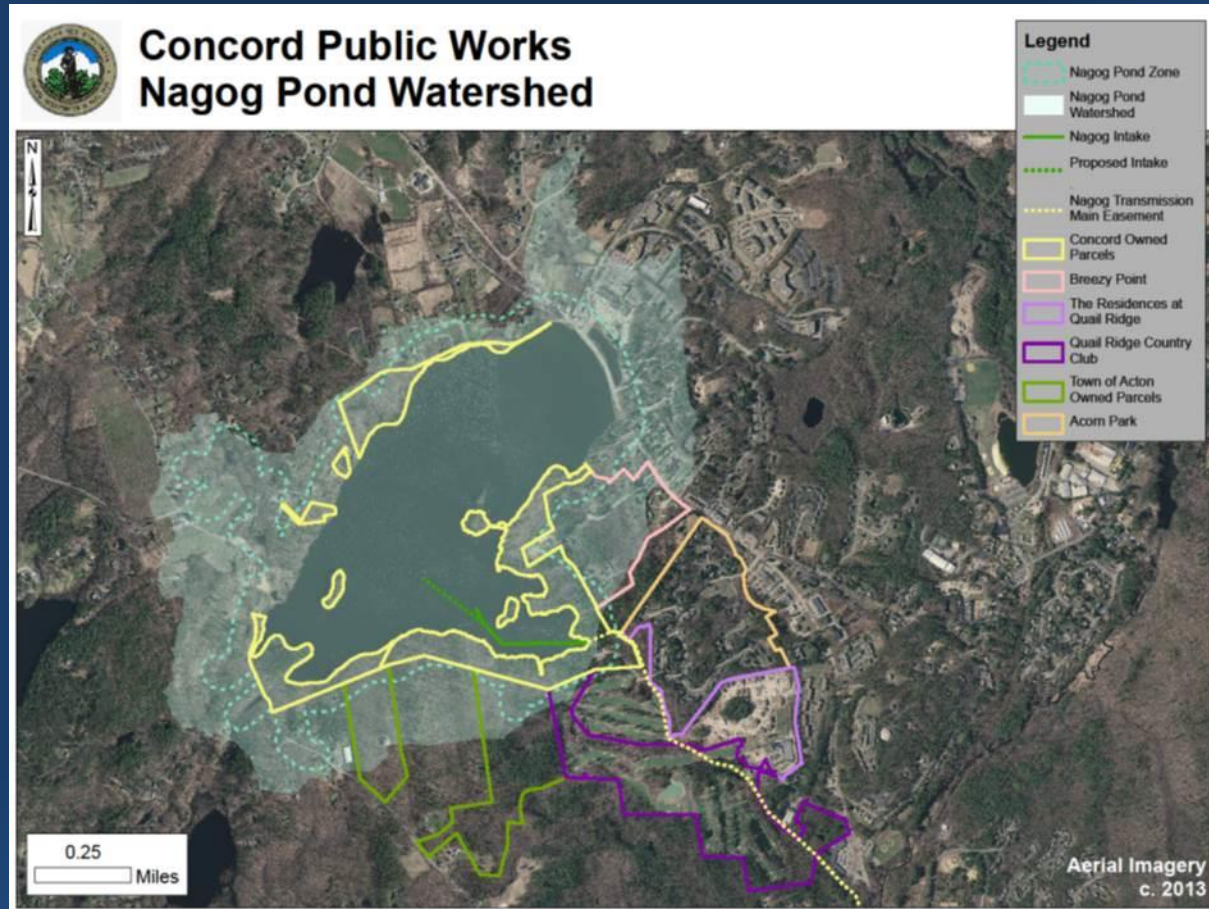 Concord Public Works
Nagog Pond Watershed
Legend
Nagog Pond Zone
Nagog Pond
Watershed
Nagog Intake
Proposed Intake
Nagog Transmission
Main Easement
Concord Owned
Parcels
Breezy Point
The Residences at
Quail Ridge
Quail Ridge Country
Club
Town of Acton
Owned Parcels
Acorn Park
N
0.25
Miles
Aerial Imagery
c. 2013